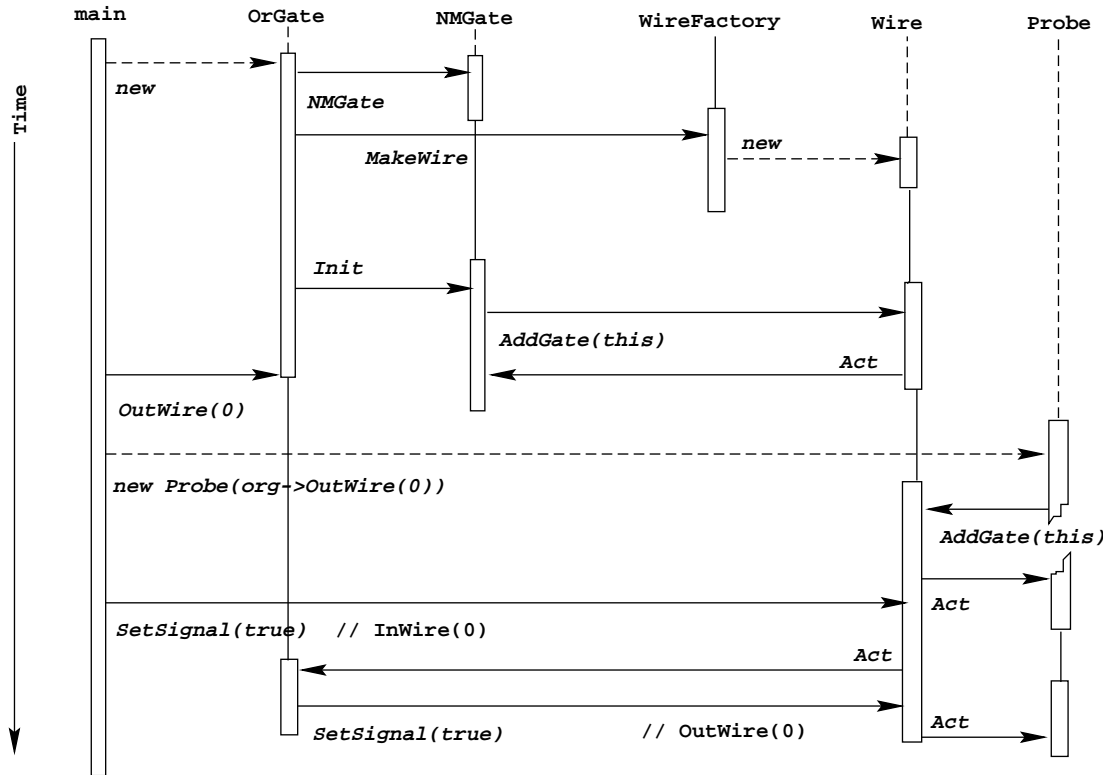 main OrGate NMGate WireFactory Wire Probe
Time
new
NMGate
MakeWire
new
Init
AddGate(this)
Act
OutWire(0)
new Probe(org->OutWire(0))
AddGate(this)
Act
SetSignal(true) // InWire(0)
Act
SetSignal(true) // OutWire(0)
Act